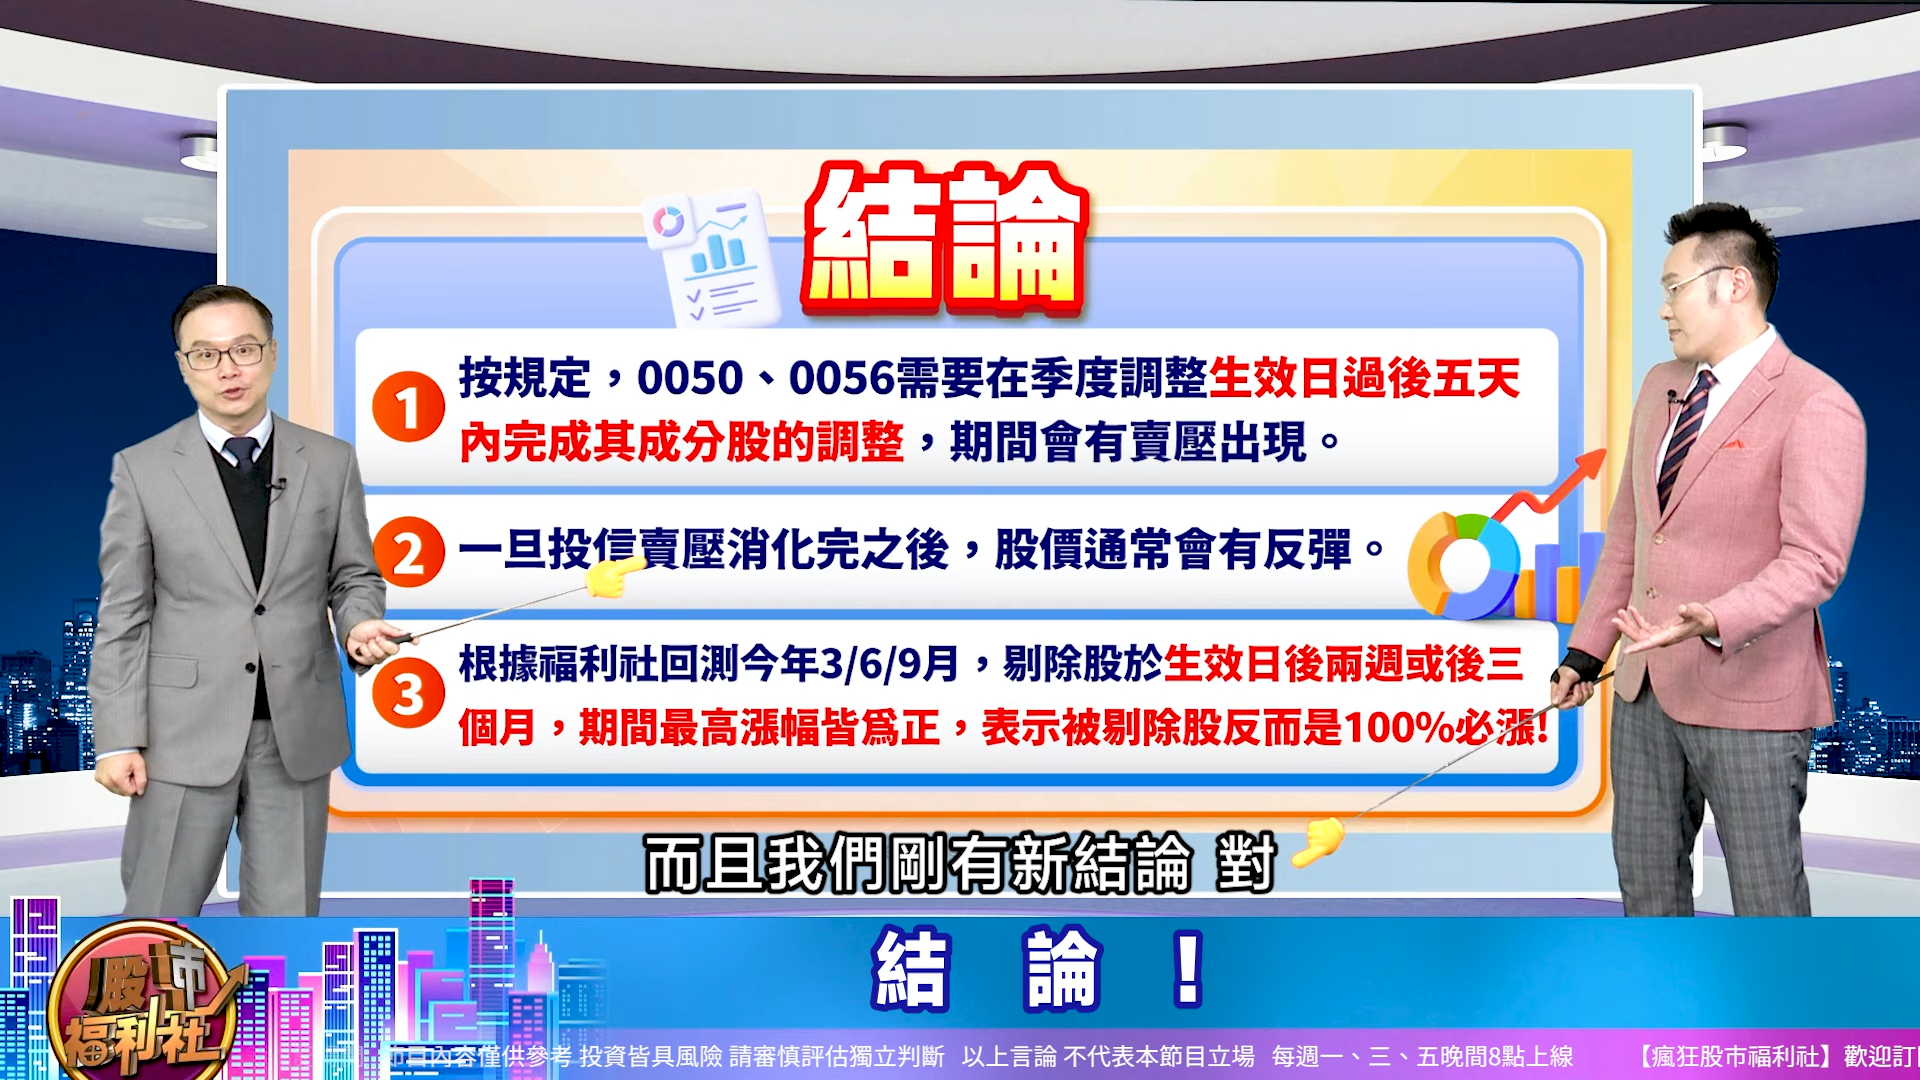 結論
1 按規定，0050、0056需要在季度調整生效日過後五天
內完成其成分股的調整，期間會有賣壓出現。
2 一旦投信賣壓消化完之後，股價通常會有反彈。
3 根據福利社回測今年3/6/9月，剔除股於生效日後兩週或後三
個月，期間最高漲幅皆爲正，表示被剔除股反而是100%必漲!
而且我們剛有新結論 對
結論！
股市
福利社
節目內容僅供參考 投資皆具風險 請審慎評估獨立判斷 以上言論 不代表本節目立場 每週一、三、五晚間8點上線 【瘋狂股市福利社】歡迎訂